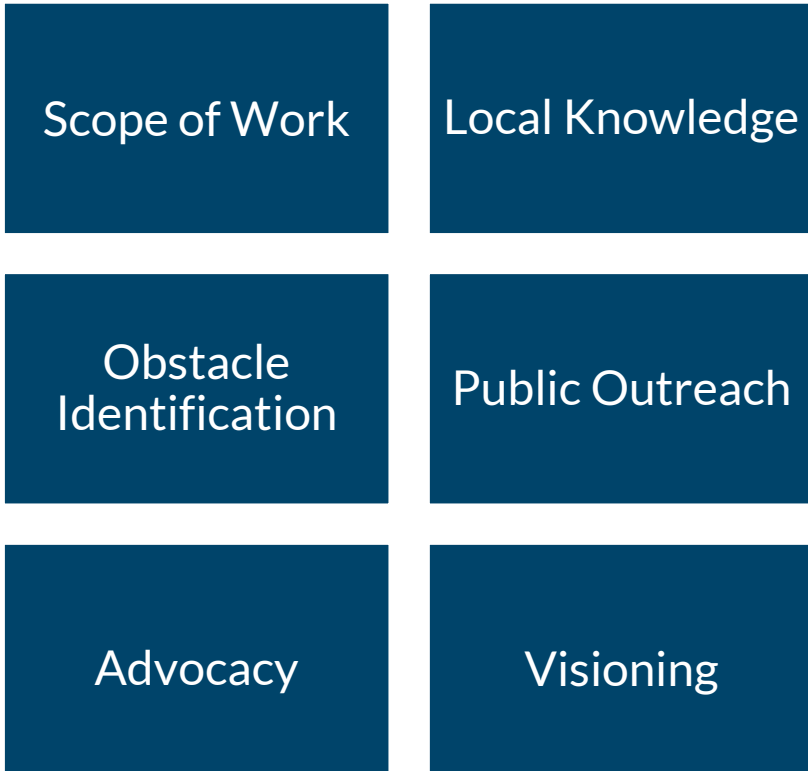 Scope of Work
Local Knowledge
Obstacle
Identification
Public Outreach
Advocacy
Visioning